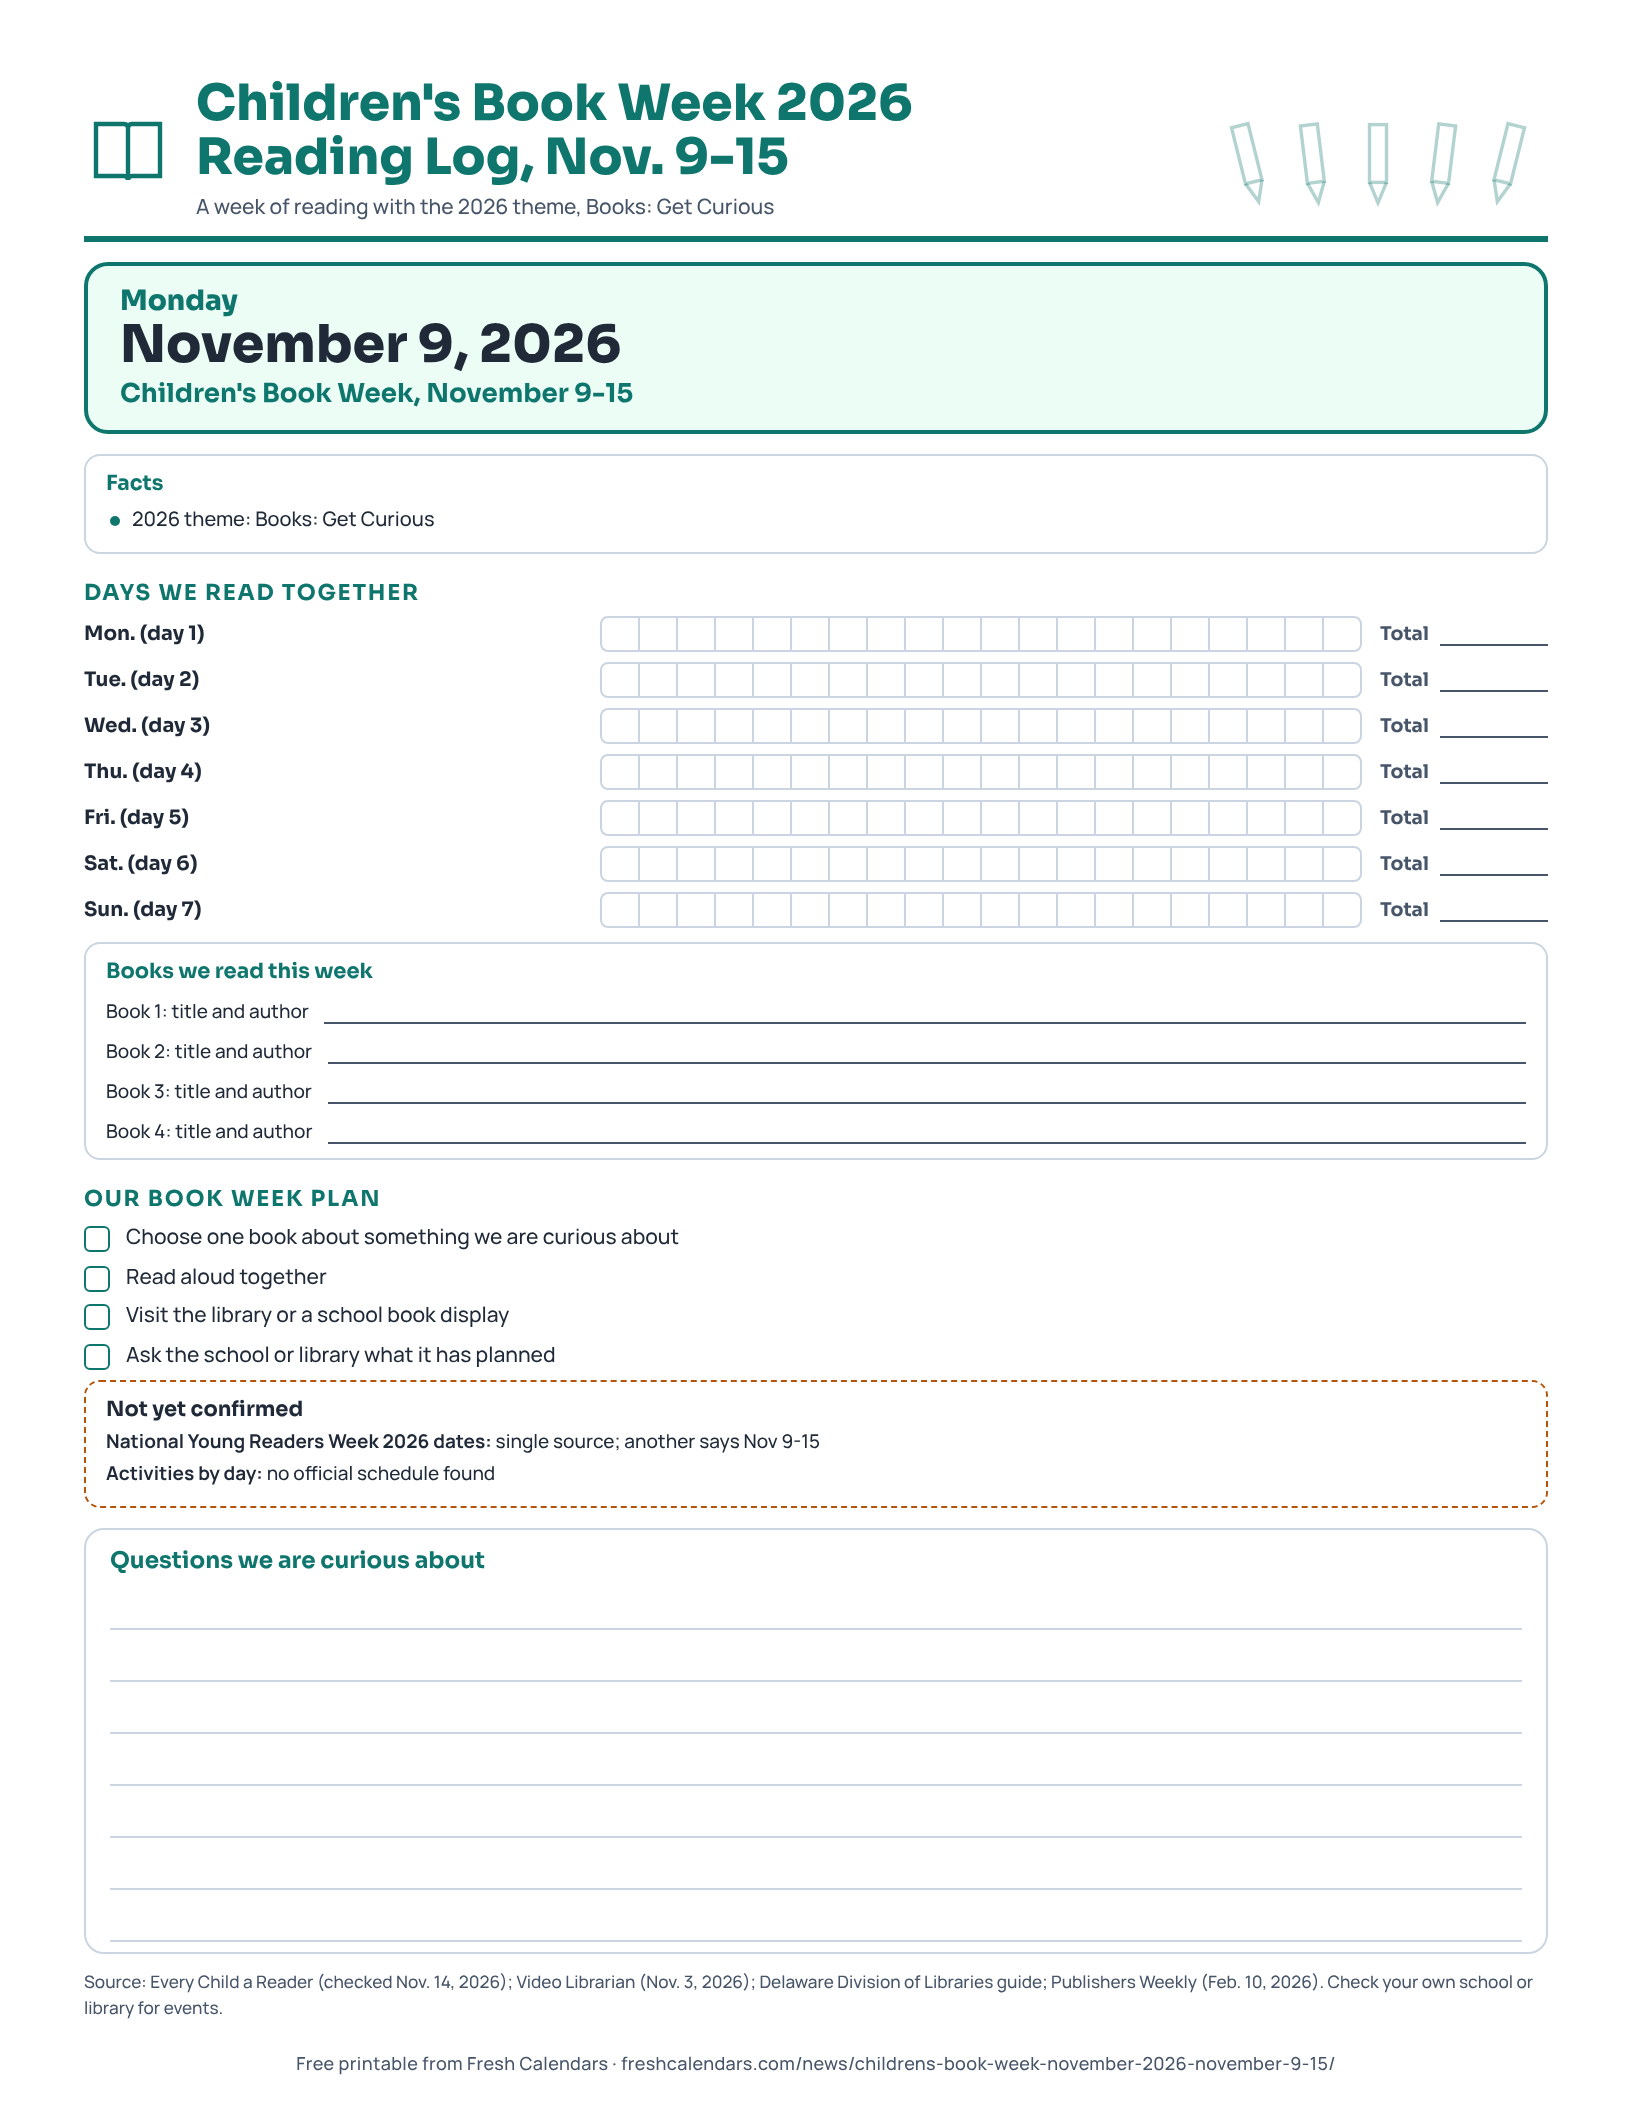 Children's Book Week 2026
Reading Log, Nov. 9–15
A week of reading with the 2026 theme, Books: Get Curious
Monday
November 9, 2026
Children's Book Week, November 9–15
Facts
2026 theme: Books: Get Curious
DAYS WE READ TOGETHER
Mon. (day 1) Total
Tue. (day 2) Total
Wed. (day 3) Total
Thu. (day 4) Total
Fri. (day 5) Total
Sat. (day 6) Total
Sun. (day 7) Total
Books we read this week
Book 1: title and author
Book 2: title and author
Book 3: title and author
Book 4: title and author
OUR BOOK WEEK PLAN
Choose one book about something we are curious about
Read aloud together
Visit the library or a school book display
Ask the school or library what it has planned
Not yet confirmed
National Young Readers Week 2026 dates: single source; another says Nov 9-15
Activities by day: no official schedule found
Questions we are curious about
Source: Every Child a Reader (checked Nov. 14, 2026); Video Librarian (Nov. 3, 2026); Delaware Division of Libraries guide; Publishers Weekly (Feb. 10, 2026). Check your own school or
library for events.
Free printable from Fresh Calendars · freshcalendars.com/news/childrens-book-week-november-2026-november-9-15/